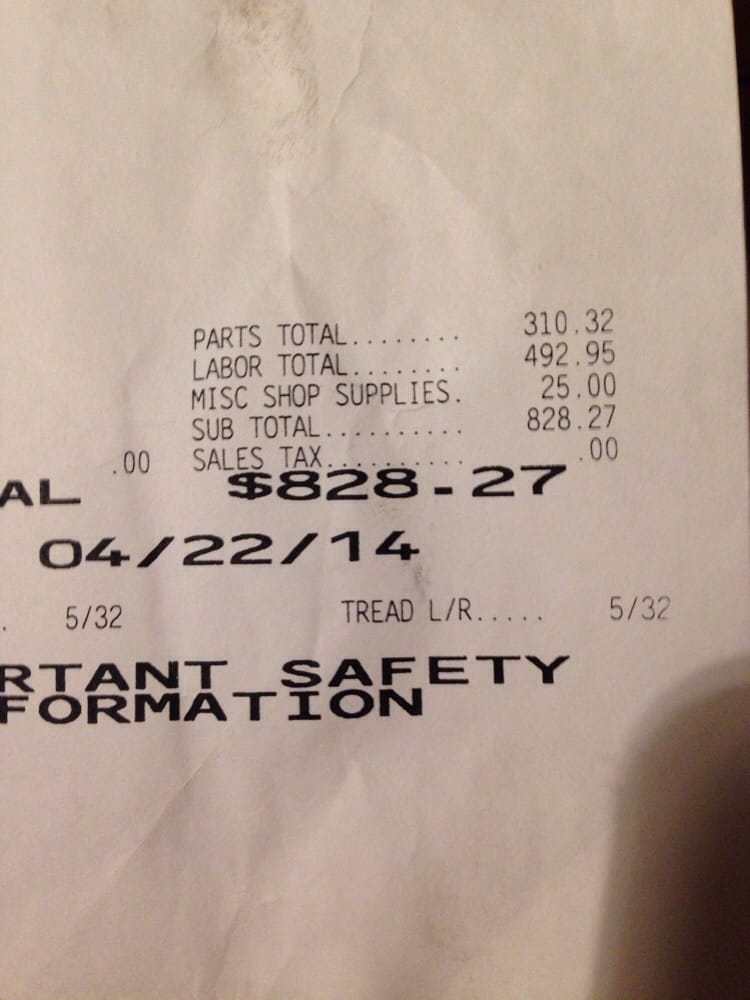 PARTS TOTAL........ 310.32
LABOR TOTAL........ 492.95
MISC SHOP SUPPLIES. 25.00
SUB TOTAL.......... 828.27
.00 SALES TAX.......... .00
AL $828.27
04/22/14
. 5/32 TREAD L/R..... 5/32
RTANT SAFETY
FORMATION